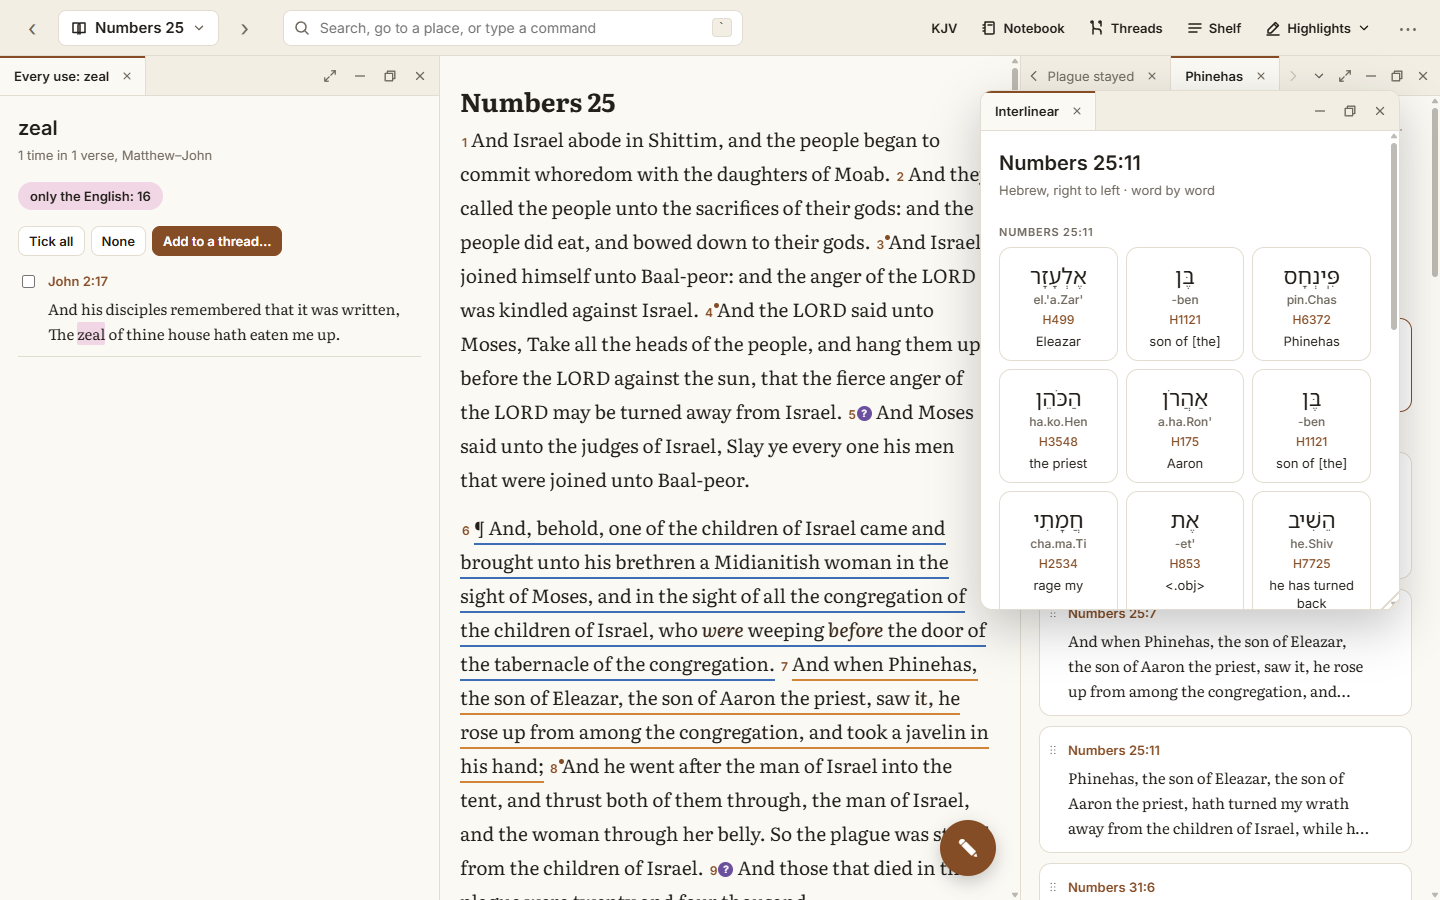 Numbers 25
Search, go to a place, or type a command
`
KJV
Notebook
Threads
Shelf
Highlights
Every use: zeal
zeal
1 time in 1 verse, Matthew–John
only the English: 16
Tick all
None
Add to a thread...
John 2:17
And his disciples remembered that it was written,
The zeal of thine house hath eaten me up.
Numbers 25
1 And Israel abode in Shittim, and the people began to
commit whoredom with the daughters of Moab. 2 And they
called the people unto the sacrifices of their gods: and the
people did eat, and bowed down to their gods. 3 And Israel
joined himself unto Baal-peor: and the anger of the LORD
was kindled against Israel. 4 And the LORD said unto
Moses, Take all the heads of the people, and hang them up
before the LORD against the sun, that the fierce anger of
the LORD may be turned away from Israel. 5 ? And Moses
said unto the judges of Israel, Slay ye every one his men
that were joined unto Baal-peor.
6 ¶ And, behold, one of the children of Israel came and
brought unto his brethren a Midianitish woman in the
sight of Moses, and in the sight of all the congregation of
the children of Israel, who were weeping before the door of
the tabernacle of the congregation. 7 And when Phinehas,
the son of Eleazar, the son of Aaron the priest, saw it, he
rose up from among the congregation, and took a javelin in
his hand; 8 And he went after the man of Israel into the
tent, and thrust both of them through, the man of Israel,
and the woman through her belly. So the plague was
from the children of Israel. 9 ? And those that died in
Plague stayed
Phinehas
Interlinear
Numbers 25:11
Hebrew, right to left · word by word
NUMBERS 25:11
פִּֽינְחָ֨ס
pin.Chas
H6372
Phinehas
בֶּן
-ben
H1121
son of [the]
אֶלְעָזָ֜ר
el.'a.Zar'
H499
Eleazar
בֶּן
-ben
H1121
son of [the]
אַהֲרֹ֣ן
a.ha.Ron'
H175
Aaron
הַכֹּהֵ֗ן
ha.ko.Hen
H3548
the priest
הֵשִׁ֤יב
he.Shiv
H7725
he has turned
back
אֶת
-et'
H853
<.obj>
חֲמָתִי֙
cha.ma.Ti
H2534
rage my
Numbers 25:7
And when Phinehas, the son of Eleazar,
the son of Aaron the priest, saw it, he rose
up from among the congregation, and...
Numbers 25:11
Phinehas, the son of Eleazar, the son of
Aaron the priest, hath turned my wrath
away from the children of Israel, while h...
Numbers 31:6